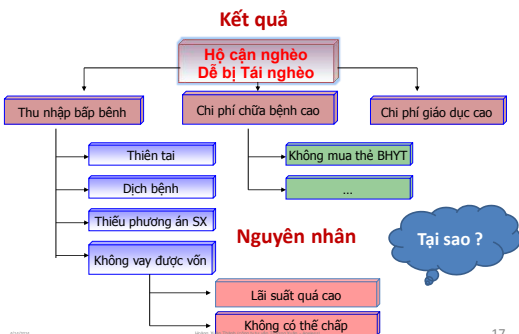 Kết quả
Hộ cận nghèo
Dễ bị Tái nghèo
Thu nhập bấp bênh
Chi phí chữa bệnh cao
Chi phí giáo dục cao
Thiên tai
Không mua thẻ BHYT
Dịch bệnh
...
Thiếu phương án SX
Nguyên nhân
Tại sao ?
Không vay được vốn
Lãi suất quá cao
Không có thế chấp
17